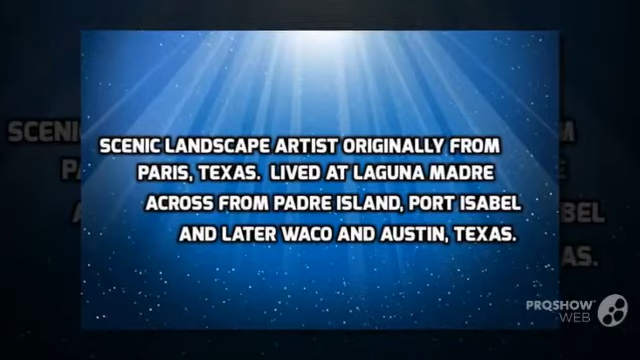 SCENIC LANDSCAPE ARTIST ORIGINALLY FROM
PARIS, TEXAS. LIVED AT LAGUNA MADRE
ACROSS FROM PADRE ISLAND, PORT ISABEL
AND LATER WACO AND AUSTIN, TEXAS.
PROSHOW
WEB